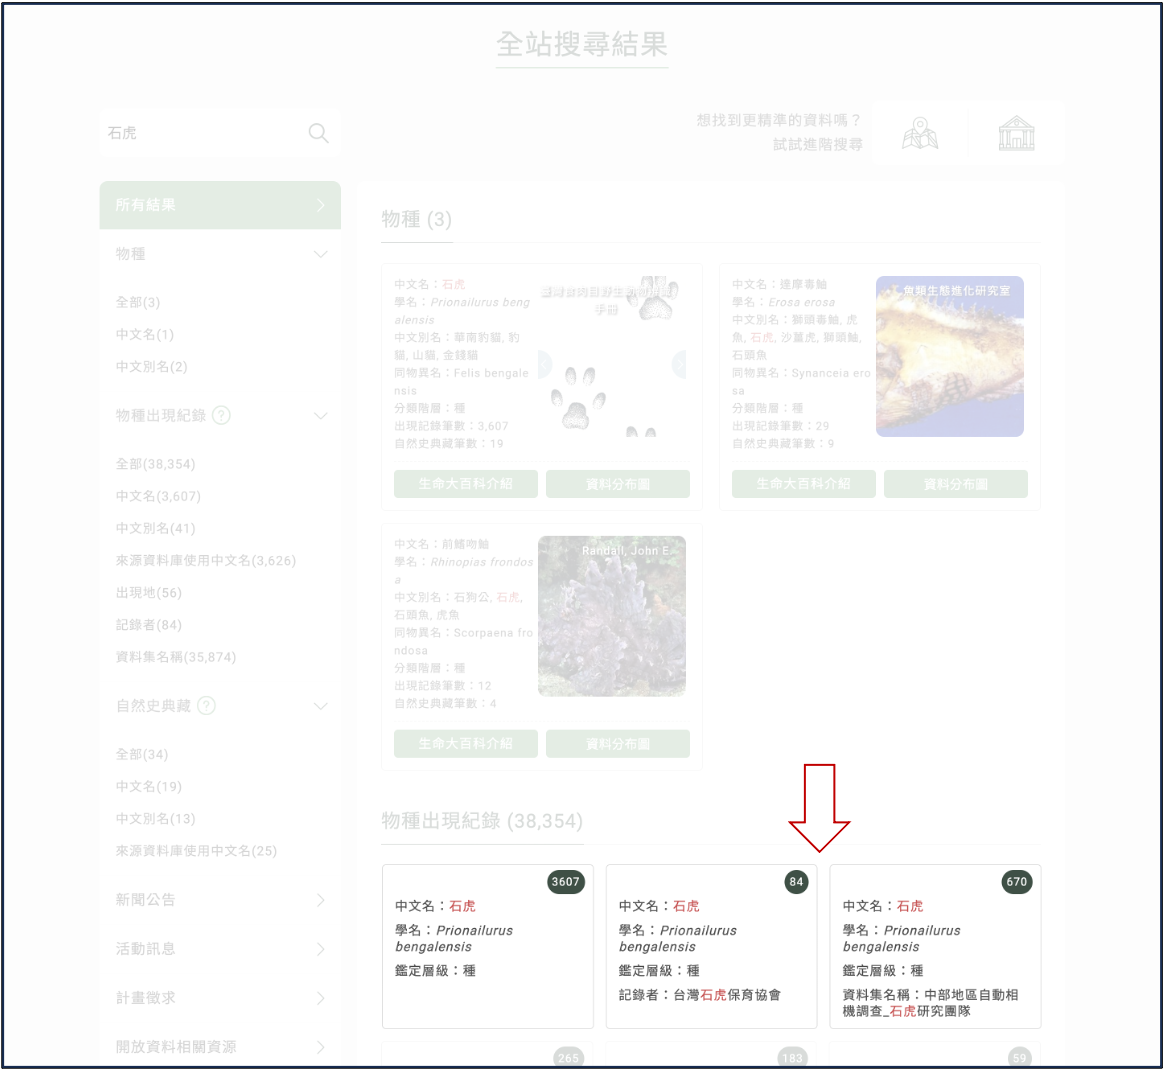 全站搜尋結果
石虎
想找到更精準的資料嗎？
試試進階搜尋
所有結果
物種
全部(3)
中文名(1)
中文別名(2)
物種出現紀錄 ?
全部(38,354)
中文名(3,607)
中文別名(41)
來源資料庫使用中文名(3,626)
出現地(56)
記錄者(84)
資料集名稱(35,874)
自然史典藏 ?
全部(34)
中文名(19)
中文別名(13)
來源資料庫使用中文名(25)
新聞公告
活動訊息
計畫徵求
開放資料相關資源
物種 (3)
中文名：石虎
學名：Prionailurus beng
alensis
中文別名：華南豹貓, 豹
貓, 山貓, 金錢貓
同物異名：Felis bengale
nsis
分類階層：種
出現記錄筆數：3,607
自然史典藏筆數：19
臺灣食肉目野生動物辨識
手冊
生命大百科介紹
資料分布圖
中文名：達摩毒鮋
學名：Erosa erosa
中文別名：獅頭毒鮋, 虎
魚, 石虎, 沙薑虎, 獅頭鮋,
石頭魚
同物異名：Synanceia ero
sa
分類階層：種
出現記錄筆數：29
自然史典藏筆數：9
魚類生態進化研究室
生命大百科介紹
資料分布圖
中文名：前鰭吻鮋
學名：Rhinopias frondos
a
中文別名：石狗公, 石虎,
石頭魚, 虎魚
同物異名：Scorpaena fro
ndosa
分類階層：種
出現記錄筆數：12
自然史典藏筆數：4
Randall, John E.
生命大百科介紹
資料分布圖
物種出現紀錄 (38,354)
3607
中文名：石虎
學名：Prionailurus
bengalensis
鑑定層級：種
84
中文名：石虎
學名：Prionailurus
bengalensis
鑑定層級：種
記錄者：台灣石虎保育協會
670
中文名：石虎
學名：Prionailurus
bengalensis
鑑定層級：種
資料集名稱：中部地區自動相
機調查_石虎研究團隊
265
183
59